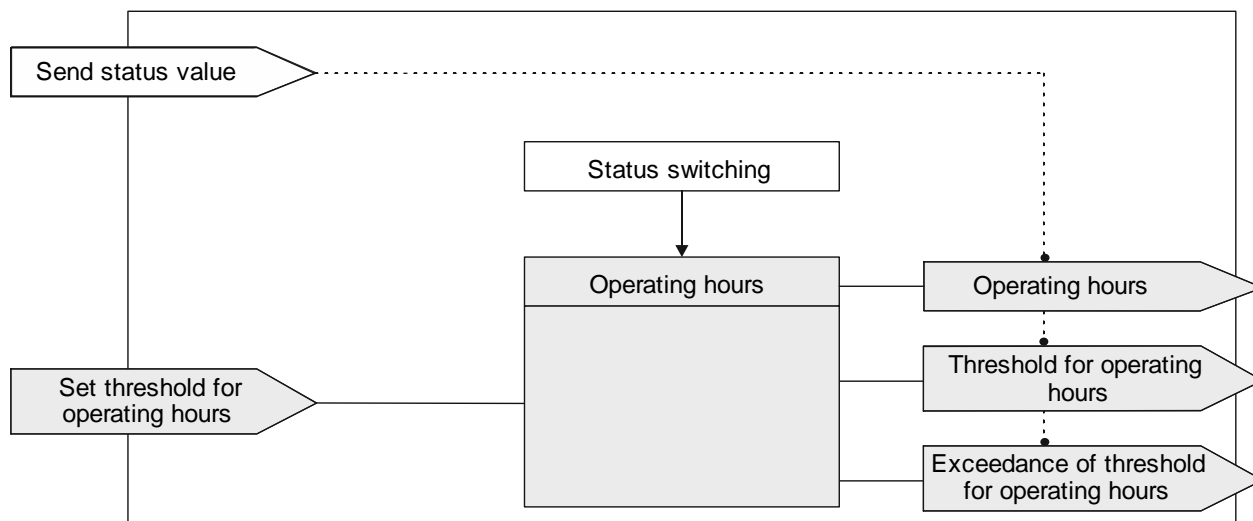 Send status value
Status switching
Operating hours
Operating hours
Threshold for operating
hours
Set threshold for
operating hours
Exceedance of threshold
for operating hours